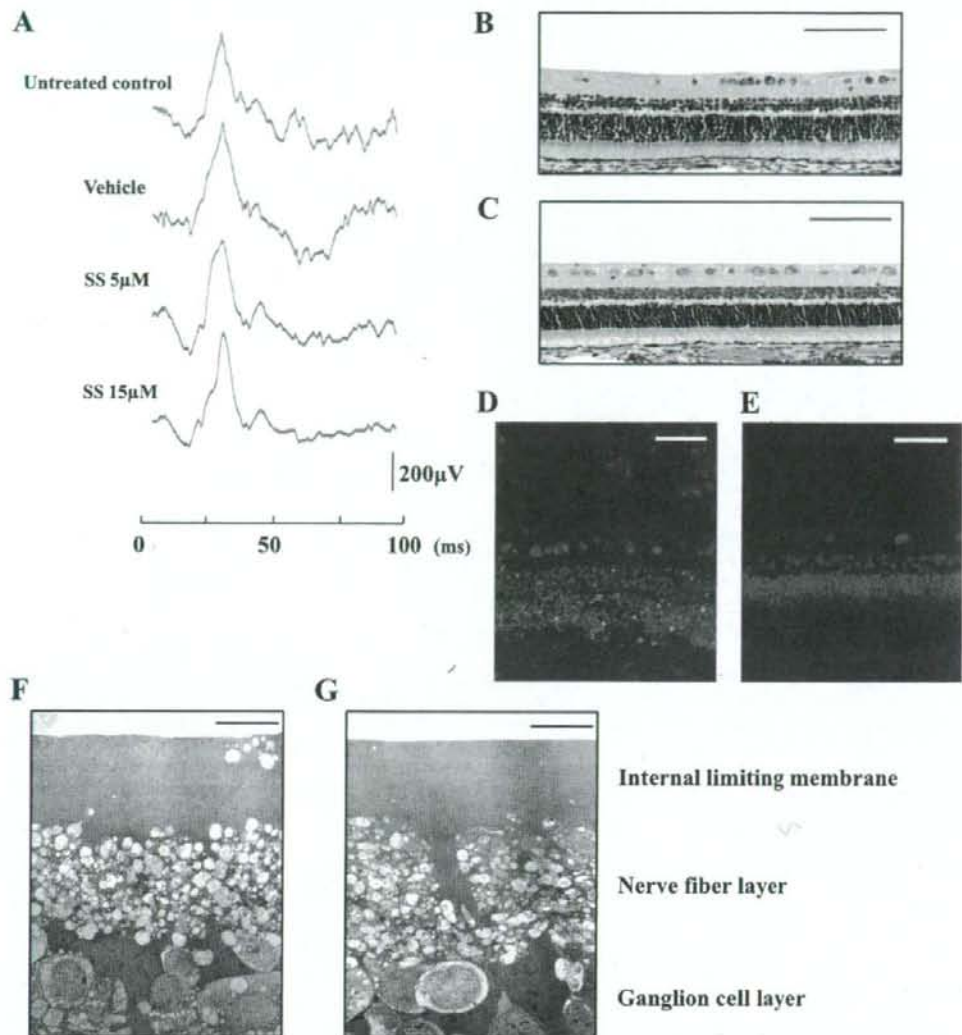 A
Untreated control
Vehicle
SS 5μM
SS 15μM
200μV
0 50 100 (ms)
B
C
D
E
F
G
Internal limiting membrane
Nerve fiber layer
Ganglion cell layer